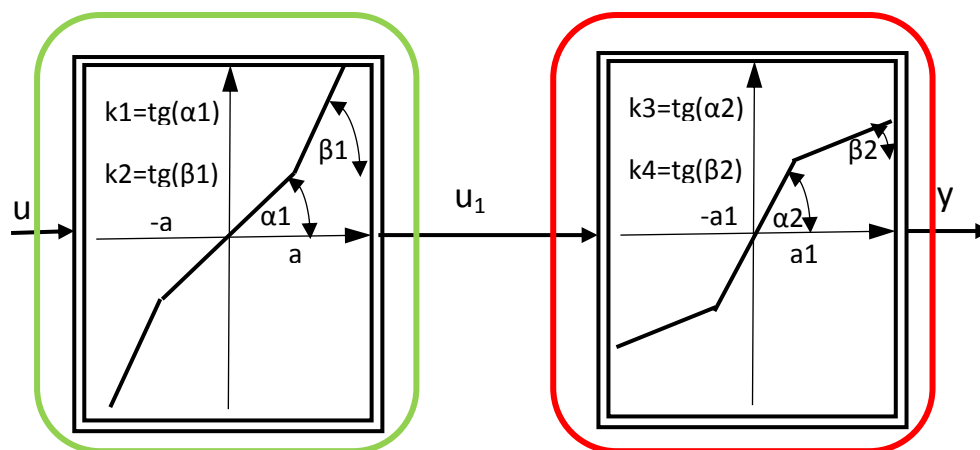 k1=tg(α1)
k2=tg(β1)
β1
u
-a
α1
a
u₁
k3=tg(α2)
k4=tg(β2)
β2
-a1
α2
a1
y